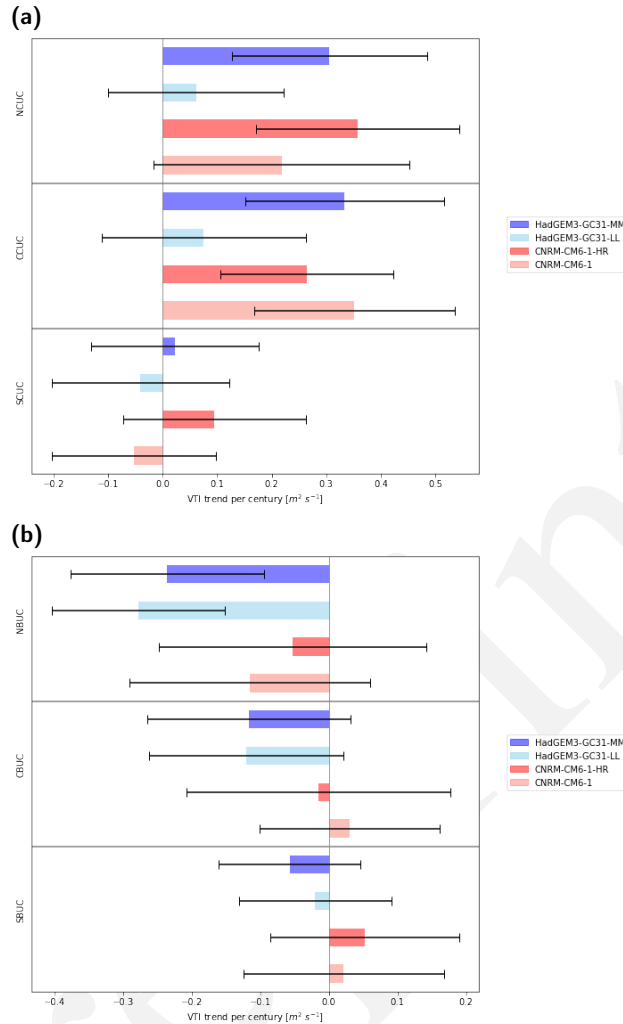 (a)
NCUC
CCUC
SCUC
−0.2 −0.1 0.0 0.1 0.2 0.3 0.4 0.5
VTI trend per century [m² s⁻¹]
HadGEM3-GC31-MM
HadGEM3-GC31-LL
CNRM-CM6-1-HR
CNRM-CM6-1
(b)
NBUC
CBUC
SBUC
−0.4 −0.3 −0.2 −0.1 0.0 0.1 0.2
VTI trend per century [m² s⁻¹]
HadGEM3-GC31-MM
HadGEM3-GC31-LL
CNRM-CM6-1-HR
CNRM-CM6-1